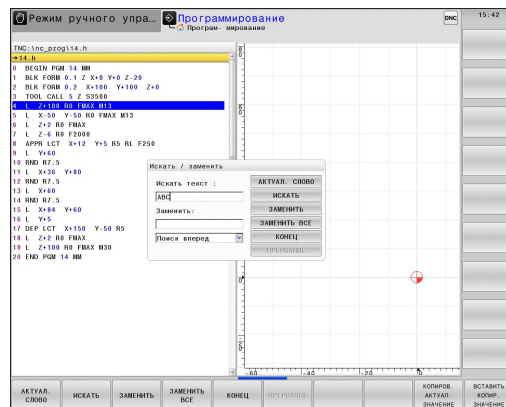 Режим ручного упра…
Программирование
Програм- мирование
DNC
15:42
TNC:\nc_prog\14.h
→14.h
0 BEGIN PGM 14 MM
1 BLK FORM 0.1 Z X+0 Y+0 Z-20
2 BLK FORM 0.2 X+100 Y+100 Z+0
3 TOOL CALL 5 Z S3500
4 L Z+100 R0 FMAX M13
5 L X-50 Y-50 R0 FMAX M13
6 L Z+2 R0 FMAX
7 L Z-6 R0 F2000
8 APPR LCT X+12 Y+5 R5 RL F250
9 L Y+60
10 RND R7.5
11 L X+36 Y+80
12 RND R7.5
13 L X+60
14 RND R7.5
15 L X+84 Y+60
16 L Y+5
17 DEP LCT X+150 Y-50 R5
18 L Z+2 R0 FMAX
19 L Z+100 R0 FMAX M30
20 END PGM 14 MM
Искать / заменить
Искать текст :
ABC
Заменить:
Поиск вперед
АКТУАЛ. СЛОВО
ИСКАТЬ
ЗАМЕНИТЬ
ЗАМЕНИТЬ ВСЕ
КОНЕЦ
ПРЕРВАНИЕ
-60
-40
-20
0
АКТУАЛ.
СЛОВО
ИСКАТЬ
ЗАМЕНИТЬ
ЗАМЕНИТЬ
ВСЕ
КОНЕЦ
ПРЕРВАНИЕ
КОПИРОВ.
АКТУАЛ.
ЗНАЧЕНИЕ
ВСТАВИТЬ
КОПИР.
ЗНАЧЕНИЕ